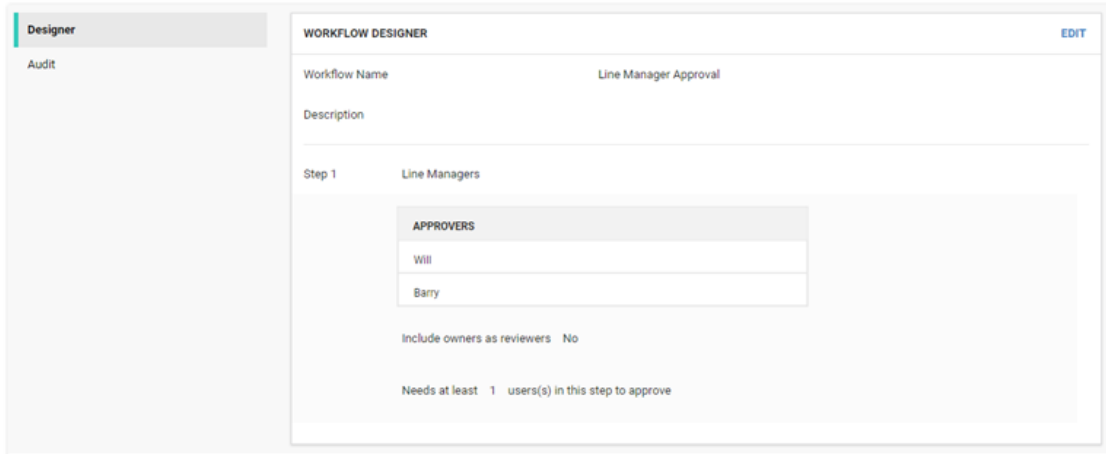 Designer
Audit
WORKFLOW DESIGNER
EDIT
Workflow Name Line Manager Approval
Description
Step 1 Line Managers
APPROVERS
Will
Barry
Include owners as reviewers No
Needs at least 1 users(s) in this step to approve